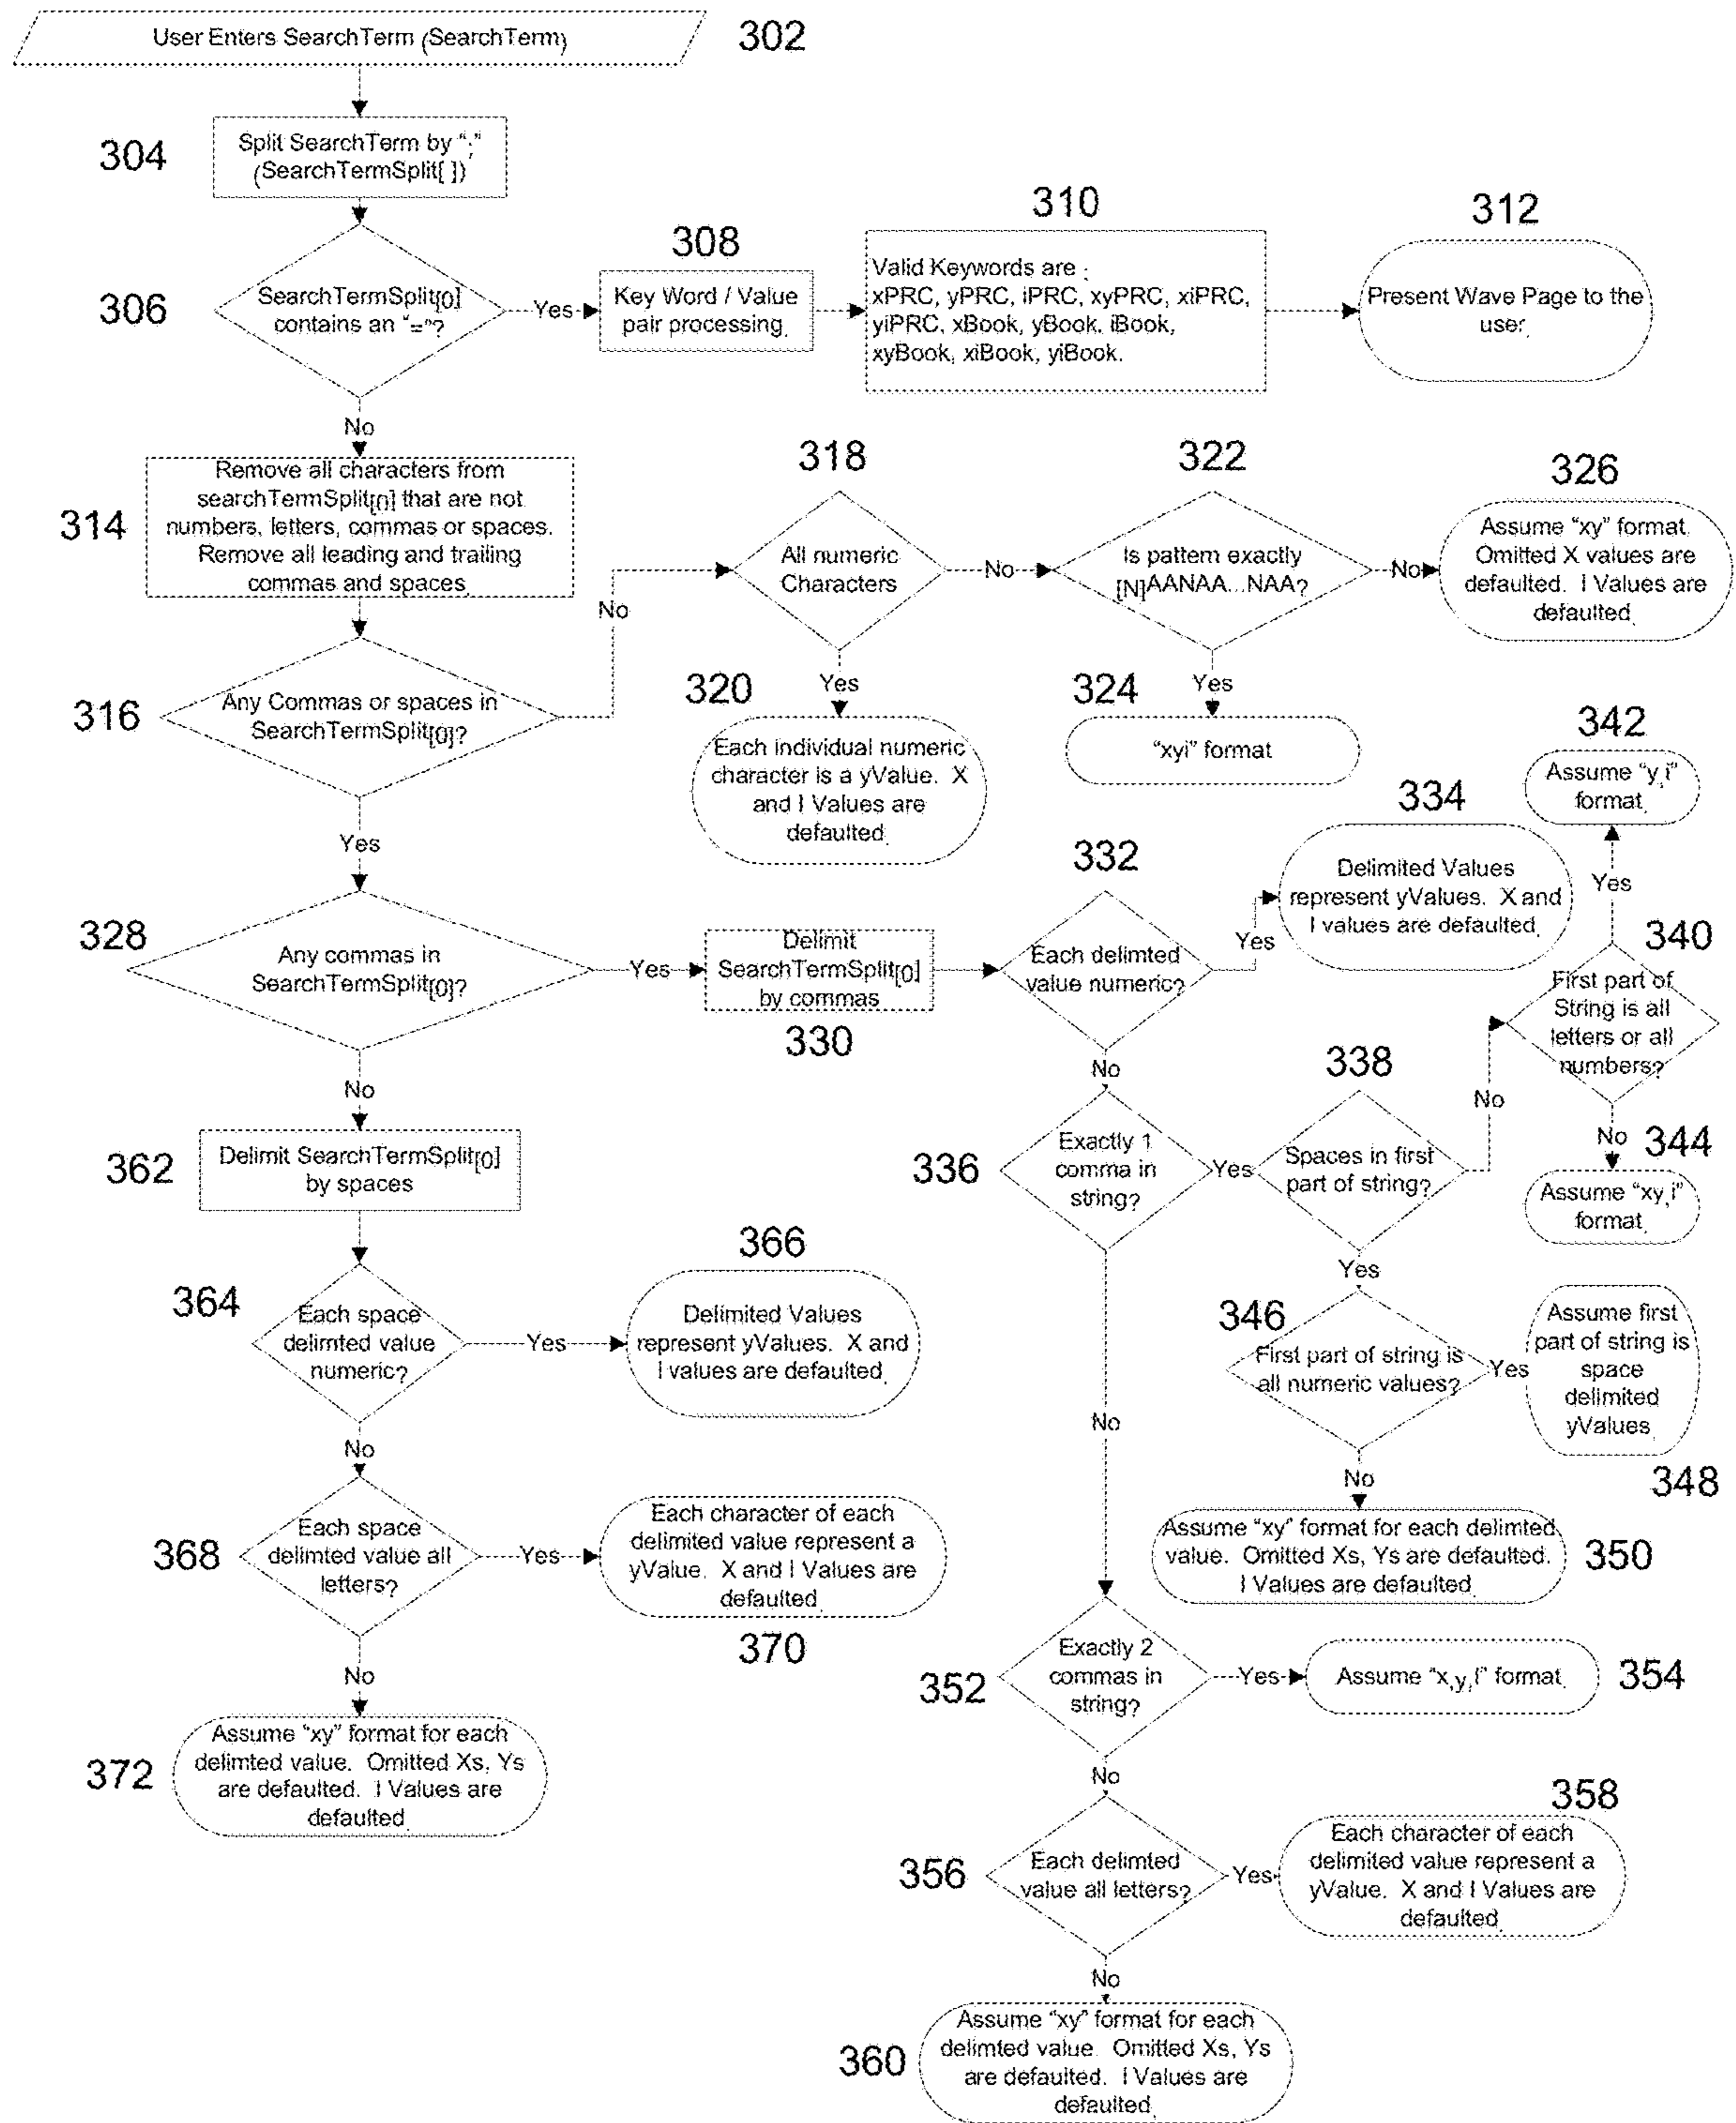 User Enters SearchTerm (SearchTerm)
302
304
Split SearchTerm by ";"
(SearchTermSplit[ ])
306
SearchTermSplit[0]
contains an "="?
Yes
308
Key Word / Value
pair processing.
310
Valid Keywords are :
xPRC, yPRC, iPRC, xyPRC, xiPRC,
yiPRC, xBook, yBook. iBook,
xyBook, xiBook, yiBook.
312
Present Wave Page to the
user.
No
314
Remove all characters from
searchTermSplit[0] that are not
numbers, letters, commas or spaces.
Remove all leading and trailing
commas and spaces.
316
Any Commas or spaces in
SearchTermSplit[0]?
No
318
All numeric
Characters
No
322
Is pattern exactly
[N]AANAA...NAA?
No
326
Assume "xy" format.
Omitted X values are
defaulted. I Values are
defaulted.
Yes
320
Each individual numeric
character is a yValue. X
and I Values are
defaulted.
Yes
324
"xyi" format
Yes
328
Any commas in
SearchTermSplit[0]?
Yes
Delimit
SearchTermSplit[0]
by commas
330
332
Each delimted
value numeric?
Yes
334
Delimited Values
represent yValues. X and
I values are defaulted.
342
Assume "y,i"
format.
Yes
340
First part of
String is all
letters or all
numbers?
No
344
Assume "xy,i"
format.
No
336
Exactly 1
comma in
string?
Yes
338
Spaces in first
part of string?
No
Yes
346
First part of string is
all numeric values?
Yes
Assume first
part of string is
space
delimited
yValues.
348
No
Assume "xy" format for each delimted
value. Omitted Xs, Ys are defaulted.
I Values are defaulted.
350
No
352
Exactly 2
commas in
string?
Yes
Assume "x,y,i" format.
354
No
356
Each delimted
value all letters?
Yes
358
Each character of each
delimited value represent a
yValue. X and I Values are
defaulted.
No
360
Assume "xy" format for each
delimted value. Omitted Xs, Ys
are defaulted. I Values are
defaulted.
No
362
Delimit SearchTermSplit[0]
by spaces
364
Each space
delimted value
numeric?
Yes
366
Delimited Values
represent yValues. X and
I values are defaulted.
No
368
Each space
delimted value all
letters?
Yes
Each character of each
delimited value represent a
yValue. X and I Values are
defaulted.
370
No
372
Assume "xy" format for each
delimted value. Omitted Xs, Ys
are defaulted. I Values are
defaulted.